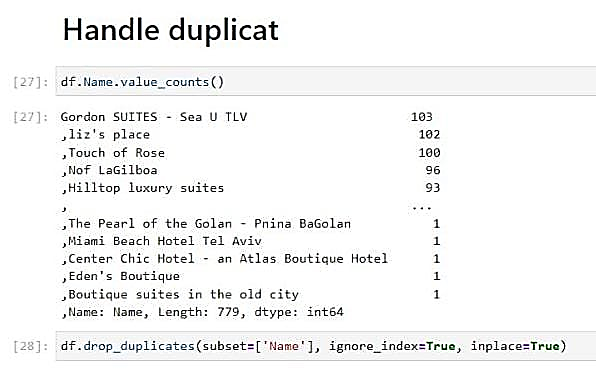 Handle duplicat
[27]: df.Name.value_counts()
[27]: Gordon SUITES - Sea U TLV 103
,liz's place 102
,Touch of Rose 100
,Nof LaGilboa 96
,Hilltop luxury suites 93
, ...
,The Pearl of the Golan - Pnina BaGolan 1
,Miami Beach Hotel Tel Aviv 1
,Center Chic Hotel - an Atlas Boutique Hotel 1
,Eden's Boutique 1
,Boutique suites in the old city 1
,Name: Name, Length: 779, dtype: int64
[28]: df.drop_duplicates(subset=['Name'], ignore_index=True, inplace=True)